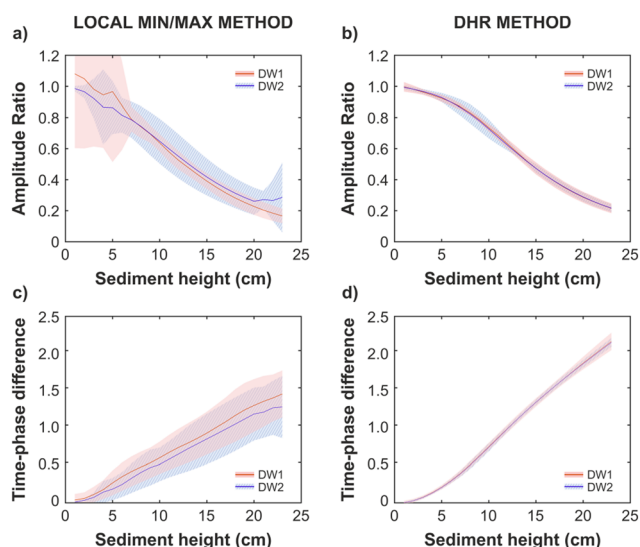 LOCAL MIN/MAX METHOD
DHR METHOD
a)
Amplitude Ratio
1.2
1.0
0.8
0.6
0.4
0.2
0
0 5 10 15 20 25
Sediment height (cm)
DW1
DW2
b)
Amplitude Ratio
1.2
1.0
0.8
0.6
0.4
0.2
0
0 5 10 15 20 25
Sediment height (cm)
DW1
DW2
c)
Time-phase difference
2.5
2.0
1.5
1.0
0.5
0
0 5 10 15 20 25
Sediment height (cm)
DW1
DW2
d)
Time-phase difference
2.5
2.0
1.5
1.0
0.5
0
0 5 10 15 20 25
Sediment height (cm)
DW1
DW2